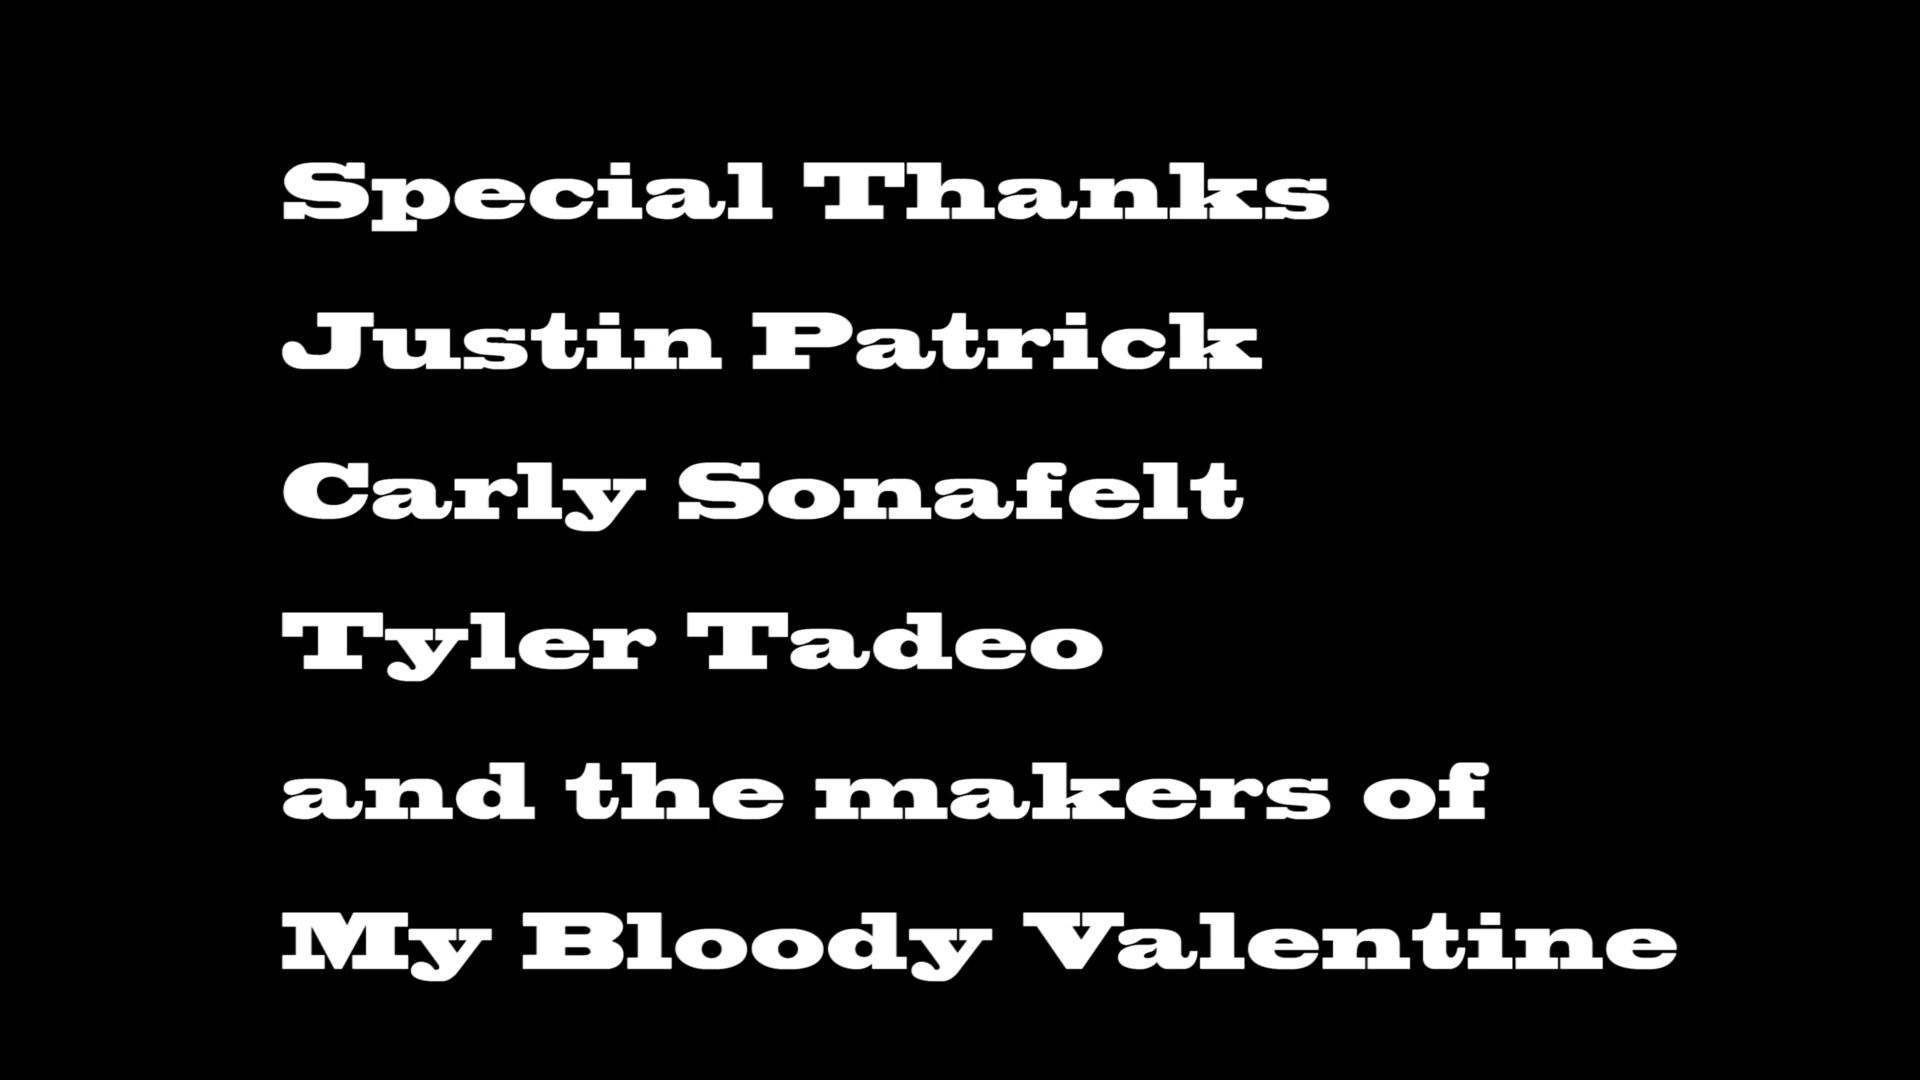 Special Thanks
Justin Patrick
Carly Sonafelt
Tyler Tadeo
and the makers of
My Bloody Valentine